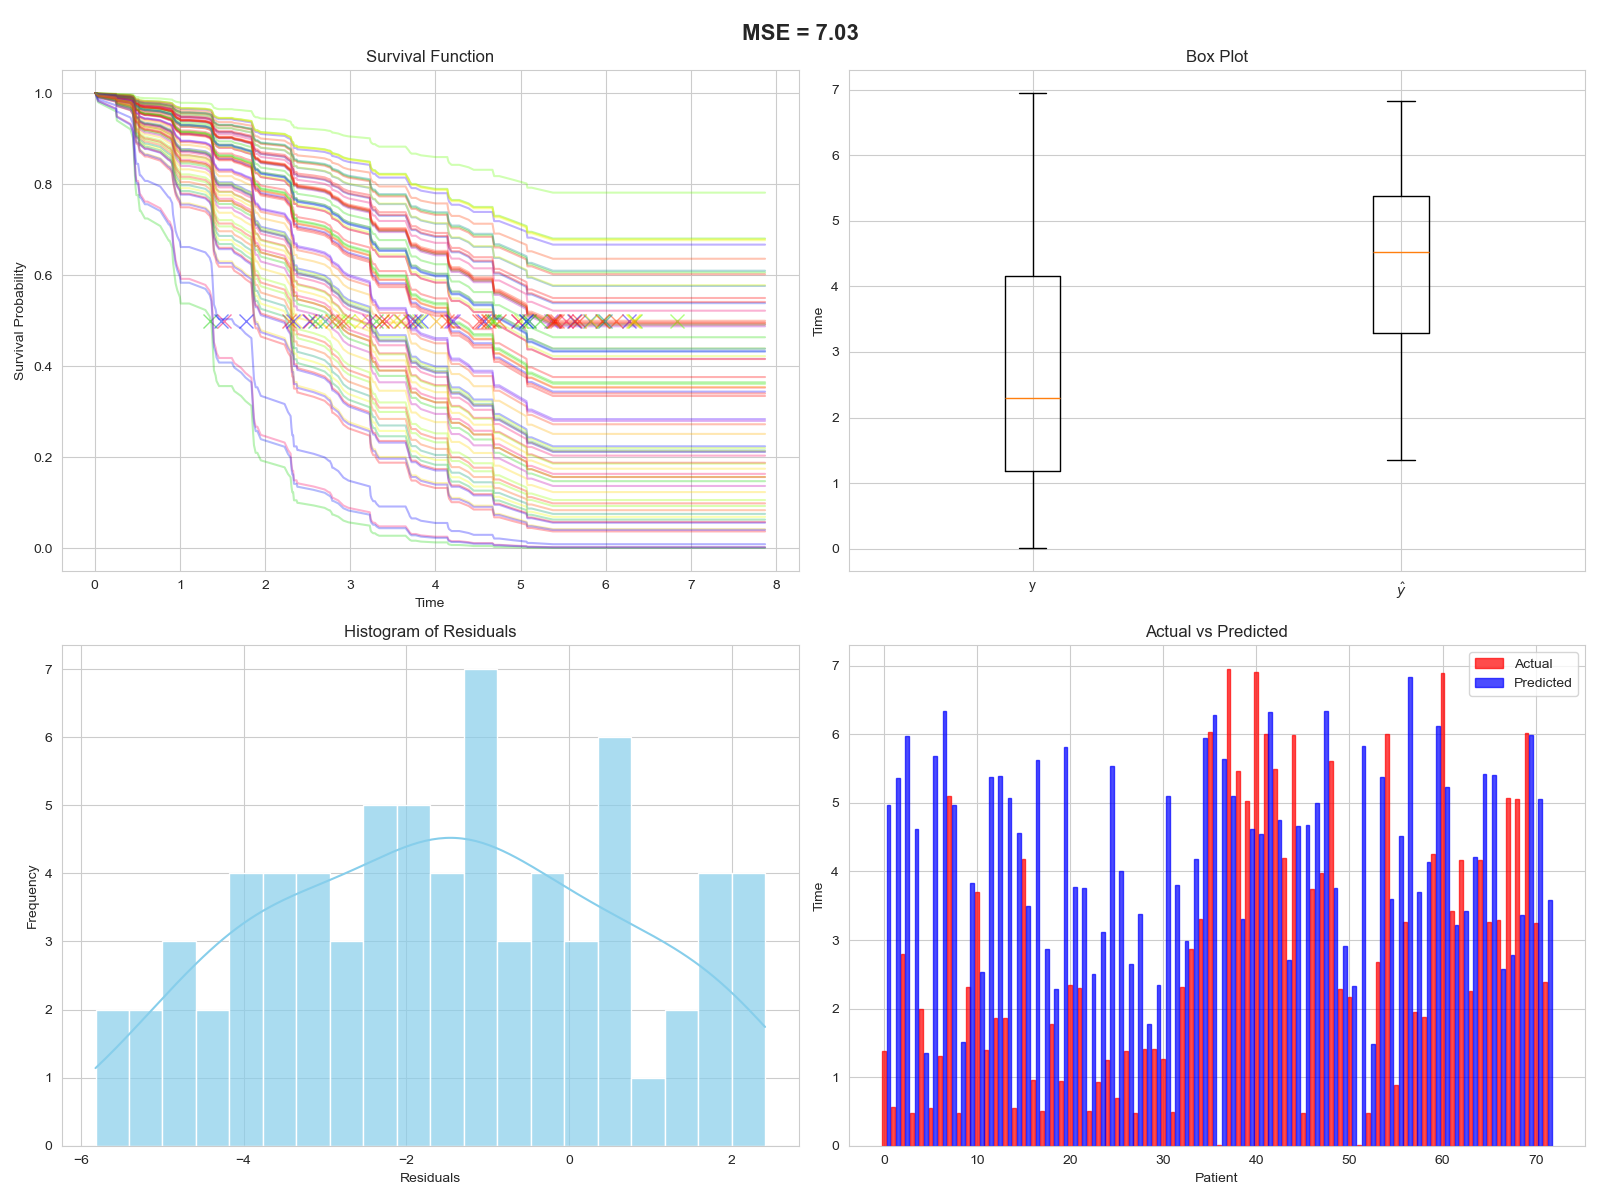 MSE = 7.03
Survival Function
1.0
0.8
0.6
0.4
0.2
0.0
Survival Probability
0 1 2 3 4 5 6 7 8
Time
Box Plot
7
6
5
4
3
2
1
0
Time
y ŷ
Histogram of Residuals
7
6
5
4
3
2
1
0
Frequency
−6 −4 −2 0 2
Residuals
Actual vs Predicted
Actual
Predicted
7
6
5
4
3
2
1
0
Time
0 10 20 30 40 50 60 70
Patient